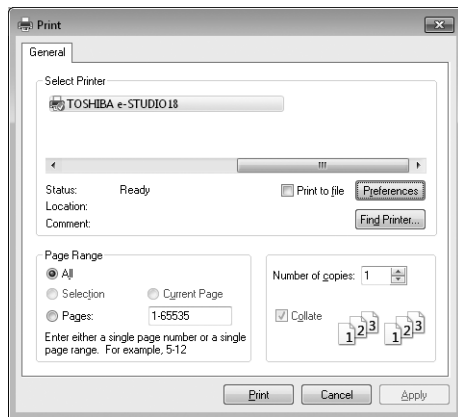 Print
General
Select Printer
TOSHIBA e-STUDIO18
Status: Ready
Print to file
Preferences
Location:
Comment:
Find Printer...
Page Range
All
Selection
Current Page
Pages: 1-65535
Enter either a single page number or a single
page range. For example, 5-12
Number of copies: 1
Collate
1 2 3 1 2 3
Print Cancel Apply